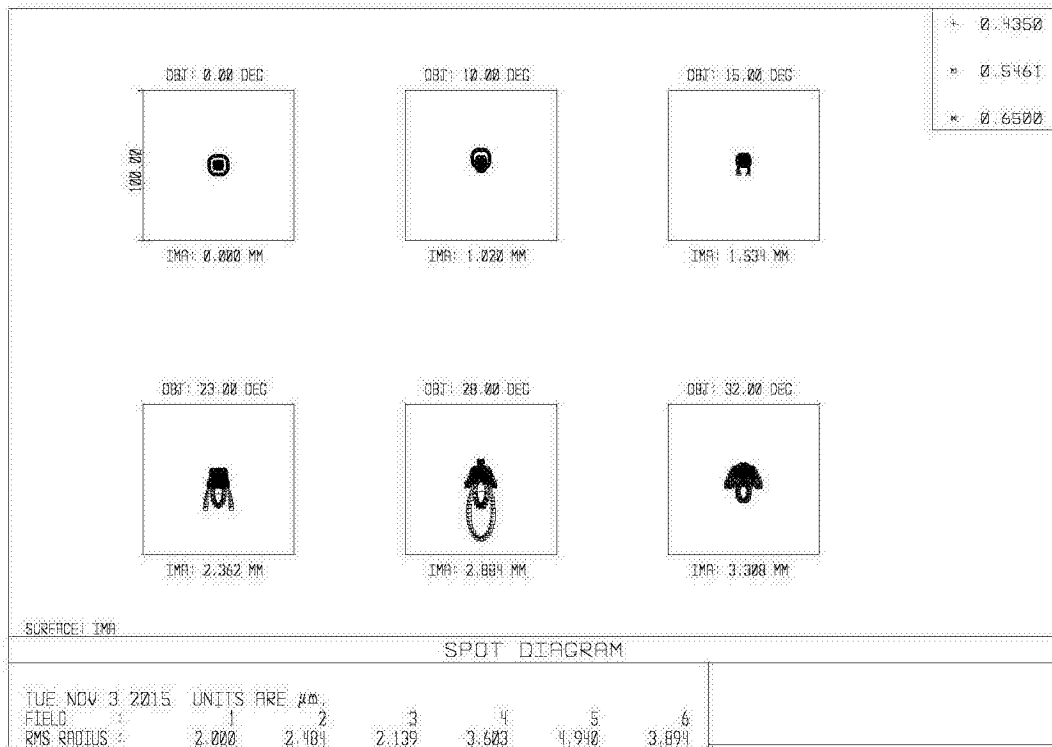 + 0.4350
× 0.5461
* 0.6500
OBJ: 0.00 DEG
OBJ: 10.00 DEG
OBJ: 15.00 DEG
100.00
IMA: 0.000 MM
IMA: 1.020 MM
IMA: 1.534 MM
OBJ: 23.00 DEG
OBJ: 28.00 DEG
OBJ: 32.00 DEG
IMA: 2.362 MM
IMA: MM
IMA: 3.308 MM
SURFACE: IMA
SPOT DIAGRAM
TUE NOV 3 2015 UNITS ARE µm.
FIELD : 1 2 3 4 5 6
RMS RADIUS : 2.000 2.484 2.139 3.603 4.940 3.894